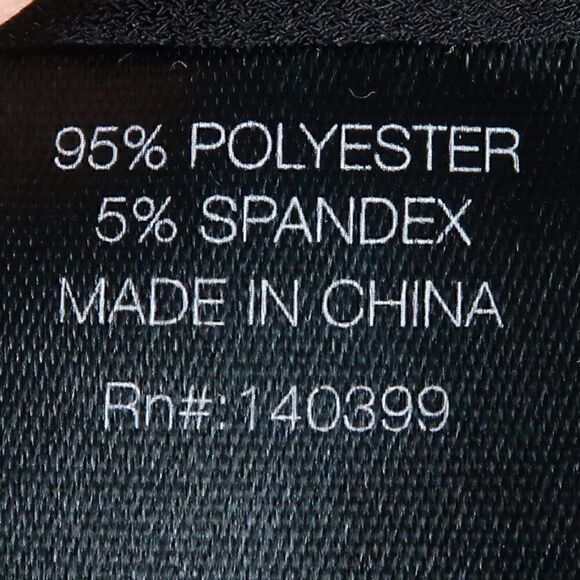 95% POLYESTER
5% SPANDEX
MADE IN CHINA
Rn#:140399